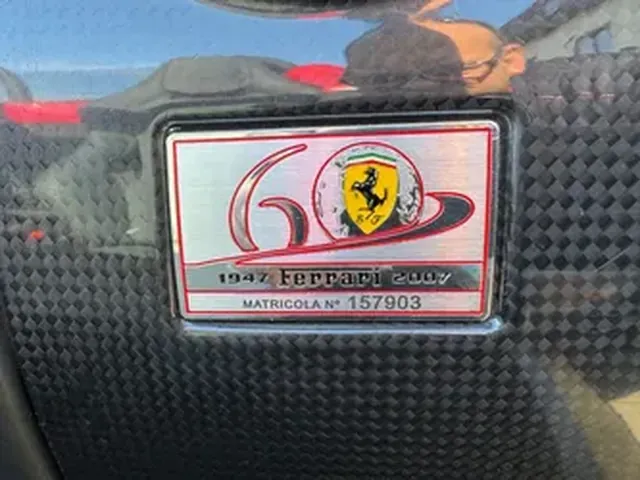 60
S F
1947 Ferrari 2007
MATRICOLA N° 157903